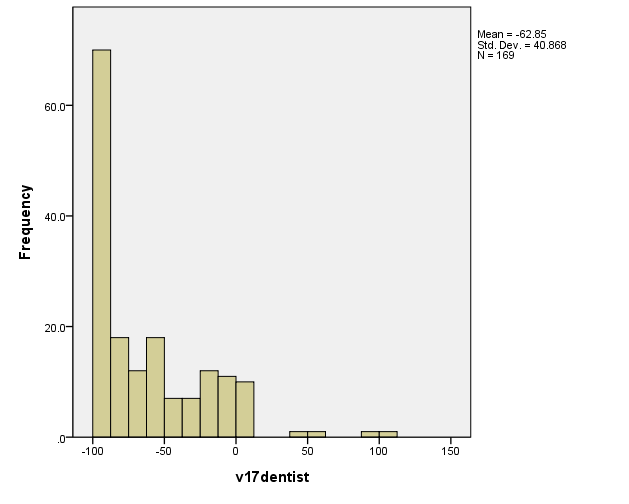 Mean = -62.85
Std. Dev. = 40.868
N = 169
60.0
40.0
20.0
.0
Frequency
-100 -50 0 50 100 150
v17dentist